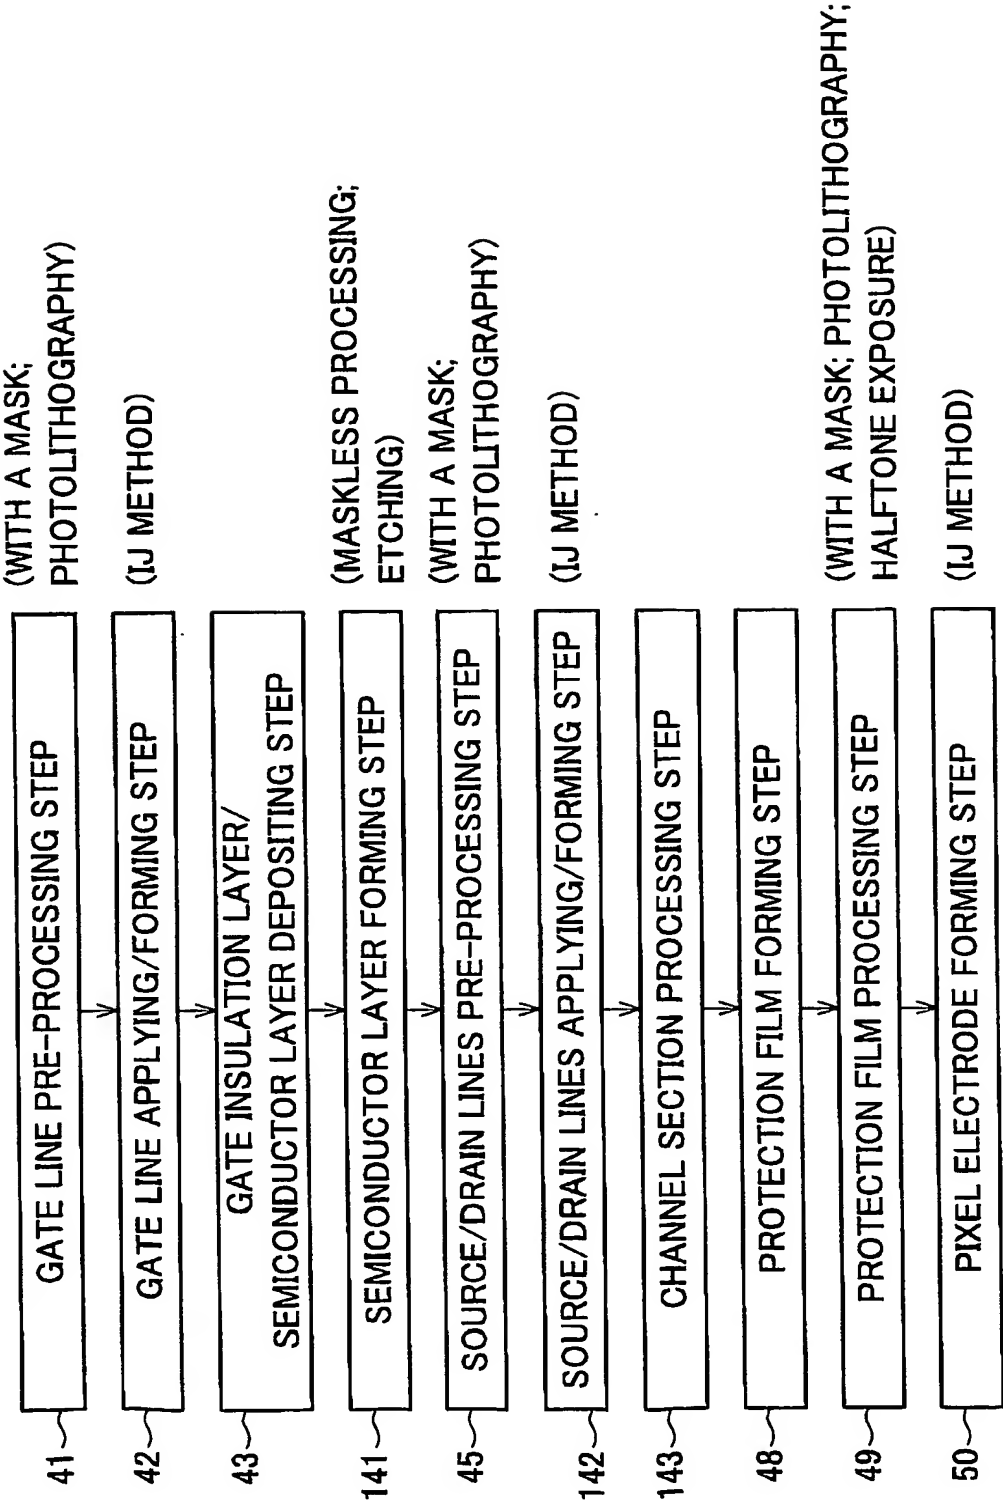 41
GATE LINE PRE-PROCESSING STEP
(WITH A MASK;
PHOTOLITHOGRAPHY)
42
GATE LINE APPLYING/FORMING STEP
(IJ METHOD)
43
GATE INSULATION LAYER/
SEMICONDUCTOR LAYER DEPOSITING STEP
141
SEMICONDUCTOR LAYER FORMING STEP
(MASKLESS PROCESSING;
ETCHING)
45
SOURCE/DRAIN LINES PRE-PROCESSING STEP
(WITH A MASK;
PHOTOLITHOGRAPHY)
142
SOURCE/DRAIN LINES APPLYING/FORMING STEP
(IJ METHOD)
143
CHANNEL SECTION PROCESSING STEP
48
PROTECTION FILM FORMING STEP
49
PROTECTION FILM PROCESSING STEP
(WITH A MASK; PHOTOLITHOGRAPHY;
HALFTONE EXPOSURE)
50
PIXEL ELECTRODE FORMING STEP
(IJ METHOD)